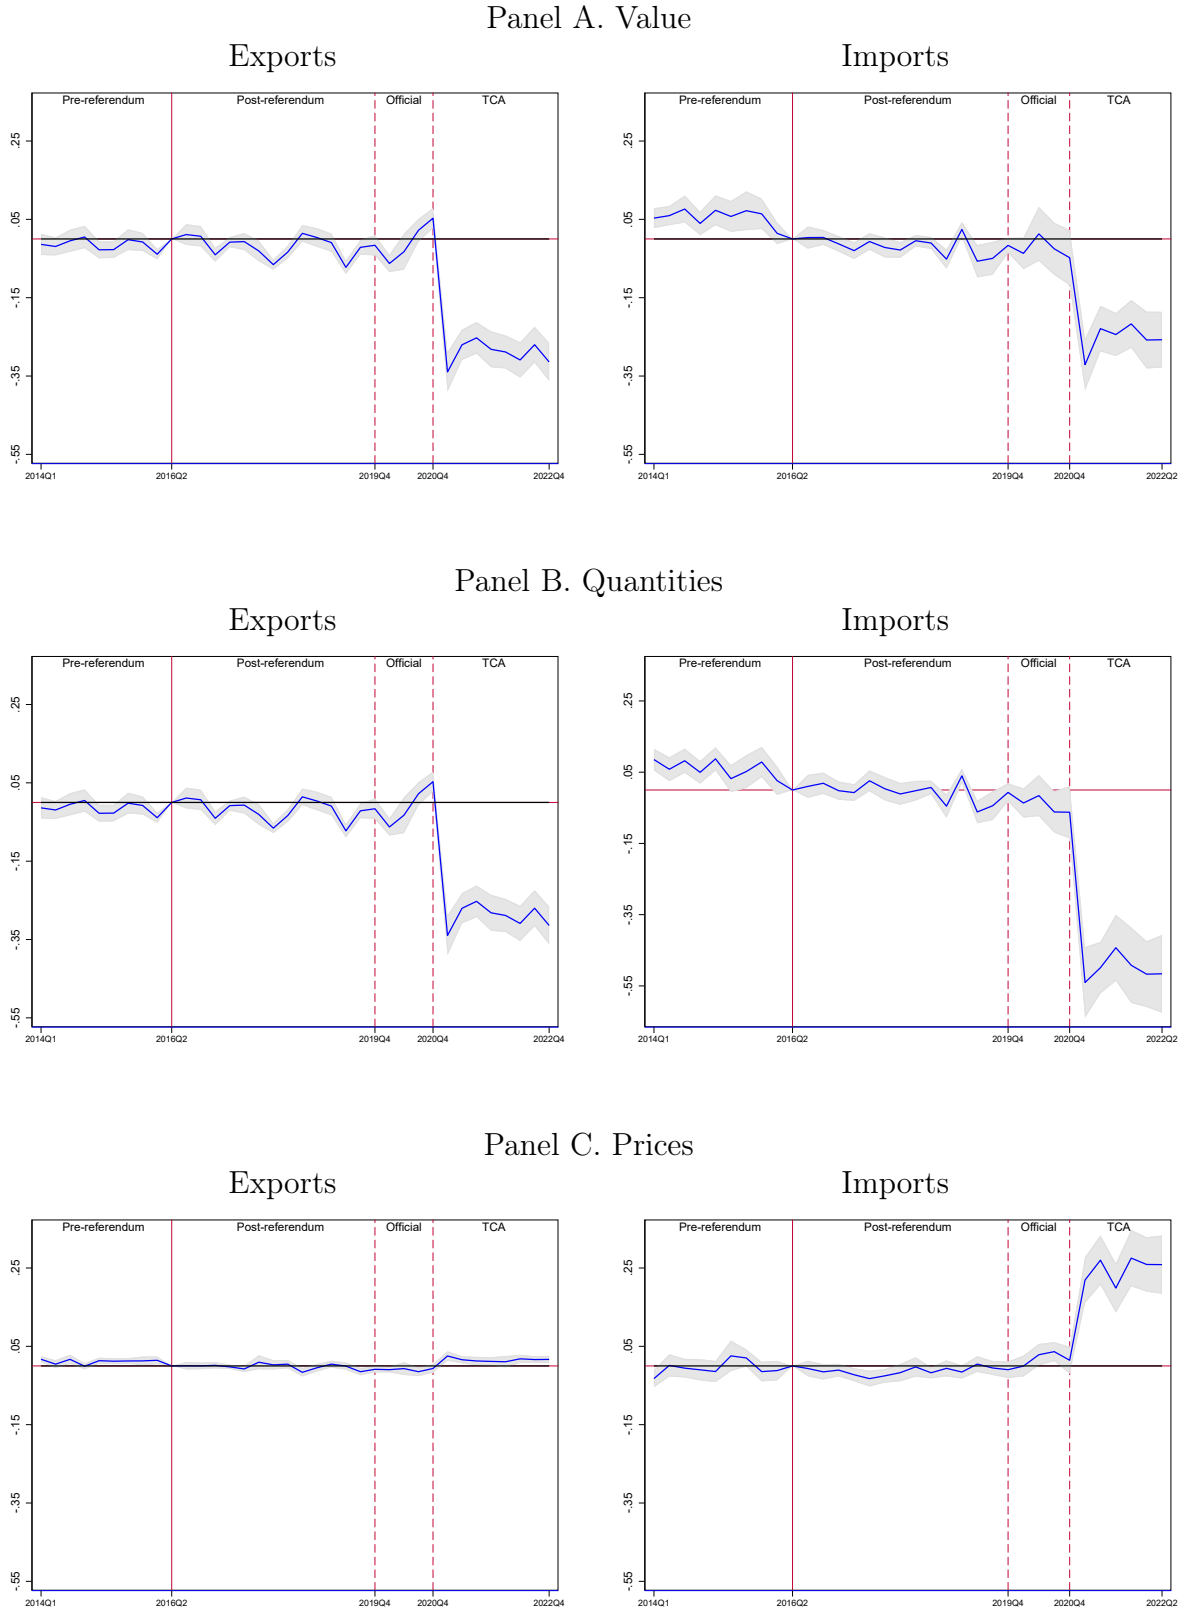 Panel A. Value
Exports
Imports
Pre-referendum Post-referendum Official TCA
.25
.05
-.15
-.35
-.55
2014Q1 2016Q2 2019Q4 2020Q4 2022Q4
Pre-referendum Post-referendum Official TCA
.25
.05
-.15
-.35
-.55
2014Q1 2016Q2 2019Q4 2020Q4 2022Q2
Panel B. Quantities
Exports
Imports
Pre-referendum Post-referendum Official TCA
.25
.05
-.15
-.35
-.55
2014Q1 2016Q2 2019Q4 2020Q4 2022Q4
Pre-referendum Post-referendum Official TCA
.25
.05
-.15
-.35
-.55
2014Q1 2016Q2 2019Q4 2020Q4 2022Q2
Panel C. Prices
Exports
Imports
Pre-referendum Post-referendum Official TCA
.25
.05
-.15
-.35
-.55
2014Q1 2016Q2 2019Q4 2020Q4 2022Q4
Pre-referendum Post-referendum Official TCA
.25
.05
-.15
-.35
-.55
2014Q1 2016Q2 2019Q4 2020Q4 2022Q2